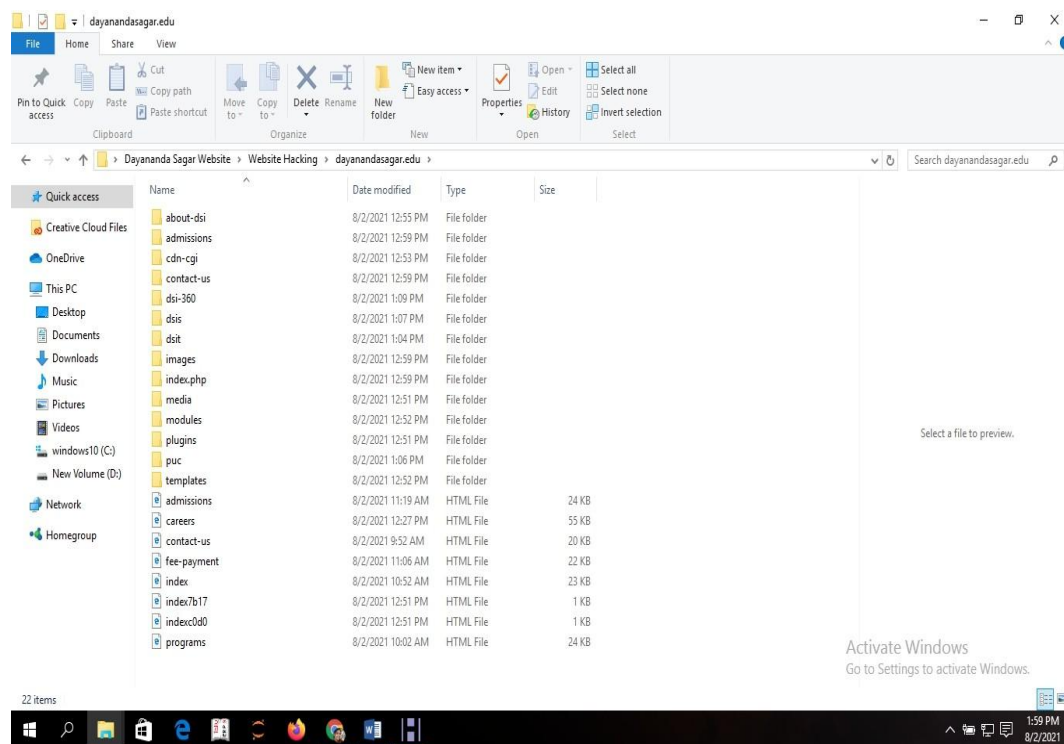 dayanandasagar.edu
File Home Share View
Pin to Quick access
Copy
Paste
Cut
Copy path
Paste shortcut
Clipboard
Move to
Copy to
Delete
Rename
Organize
New folder
New item
Easy access
New
Properties
Open
Edit
History
Open
Select all
Select none
Invert selection
Select
Dayananda Sagar Website > Website Hacking > dayanandasagar.edu >
Search dayanandasagar.edu
Quick access
Creative Cloud Files
OneDrive
This PC
Desktop
Documents
Downloads
Music
Pictures
Videos
windows10 (C:)
New Volume (D:)
Network
Homegroup
Name Date modified Type Size
about-dsi 8/2/2021 12:55 PM File folder
admissions 8/2/2021 12:59 PM File folder
cdn-cgi 8/2/2021 12:53 PM File folder
contact-us 8/2/2021 12:59 PM File folder
dsi-360 8/2/2021 1:09 PM File folder
dsis 8/2/2021 1:07 PM File folder
dsit 8/2/2021 1:04 PM File folder
images 8/2/2021 12:59 PM File folder
index.php 8/2/2021 12:59 PM File folder
media 8/2/2021 12:51 PM File folder
modules 8/2/2021 12:52 PM File folder
plugins 8/2/2021 12:51 PM File folder
puc 8/2/2021 1:06 PM File folder
templates 8/2/2021 12:52 PM File folder
admissions 8/2/2021 11:19 AM HTML File 24 KB
careers 8/2/2021 12:27 PM HTML File 55 KB
contact-us 8/2/2021 9:52 AM HTML File 20 KB
fee-payment 8/2/2021 11:06 AM HTML File 22 KB
index 8/2/2021 10:52 AM HTML File 23 KB
index7b17 8/2/2021 12:51 PM HTML File 1 KB
indexc0d0 8/2/2021 12:51 PM HTML File 1 KB
programs 8/2/2021 10:02 AM HTML File 24 KB
Select a file to preview.
Activate Windows
Go to Settings to activate Windows.
22 items
1:59 PM
8/2/2021